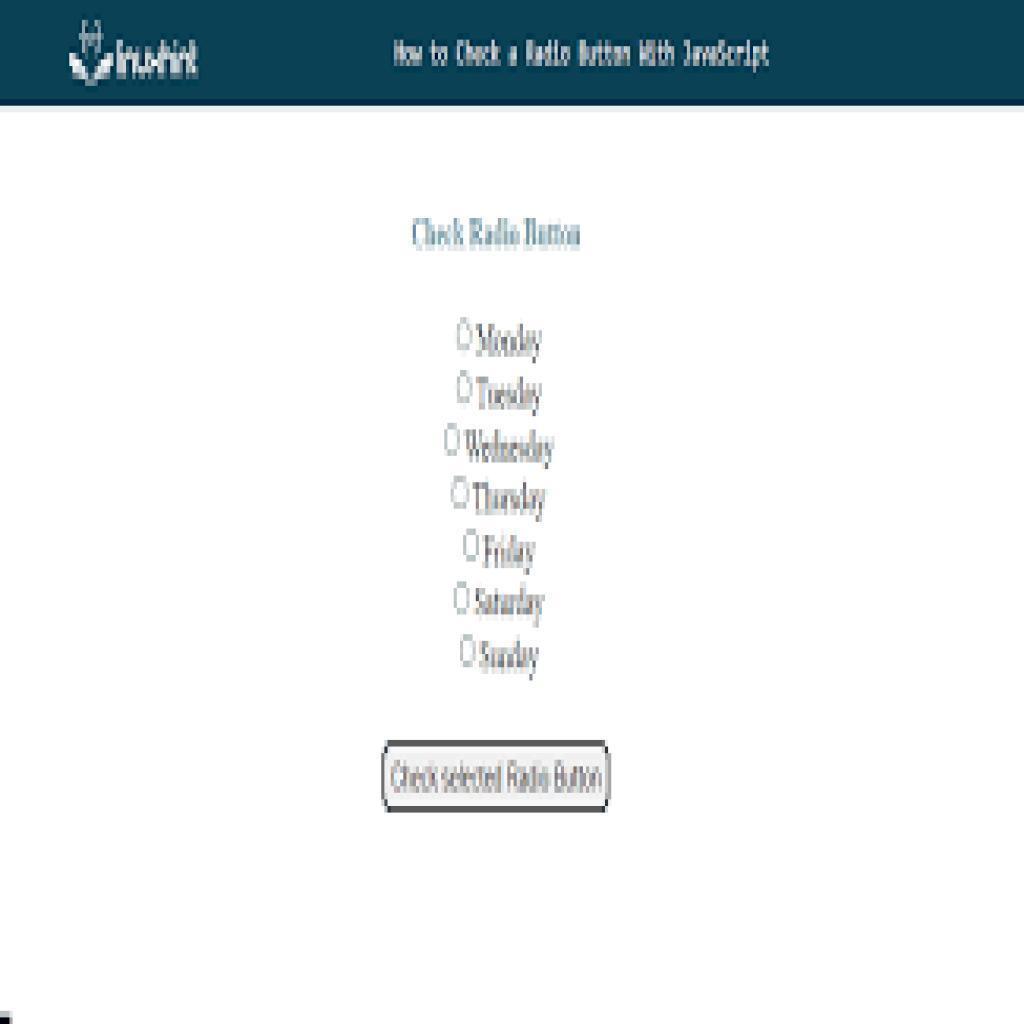 How to Check a Radio Button With JavaScript
Check Radio Button
Monday
Tuesday
Wednesday
Thursday
Friday
Saturday
Sunday
Check selected Radio Button